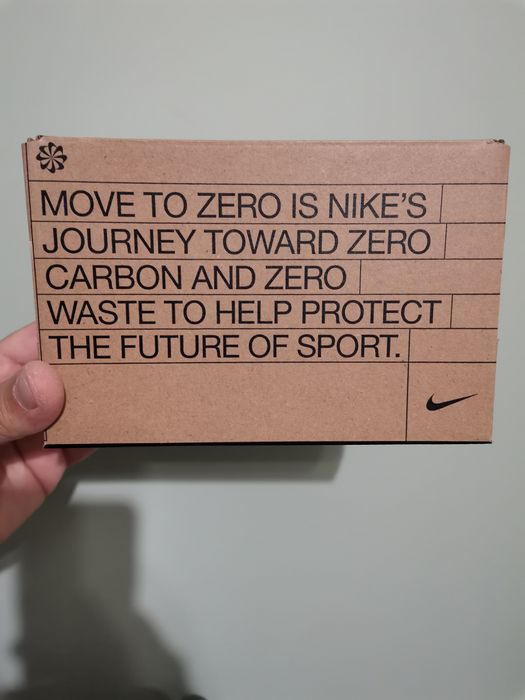 MOVE TO ZERO IS NIKE'S
JOURNEY TOWARD ZERO
CARBON AND ZERO
WASTE TO HELP PROTECT
THE FUTURE OF SPORT.